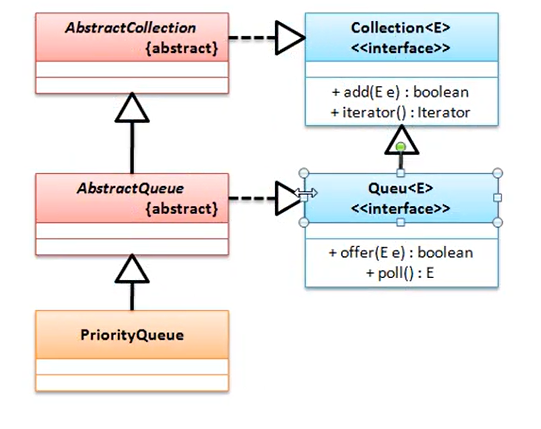 AbstractCollection
{abstract}
Collection<E>
<<interface>>
+ add(E e) : boolean
+ iterator() : Iterator
AbstractQueue
{abstract}
Queu<E>
<<interface>>
+ offer(E e) : boolean
+ poll() : E
PriorityQueue